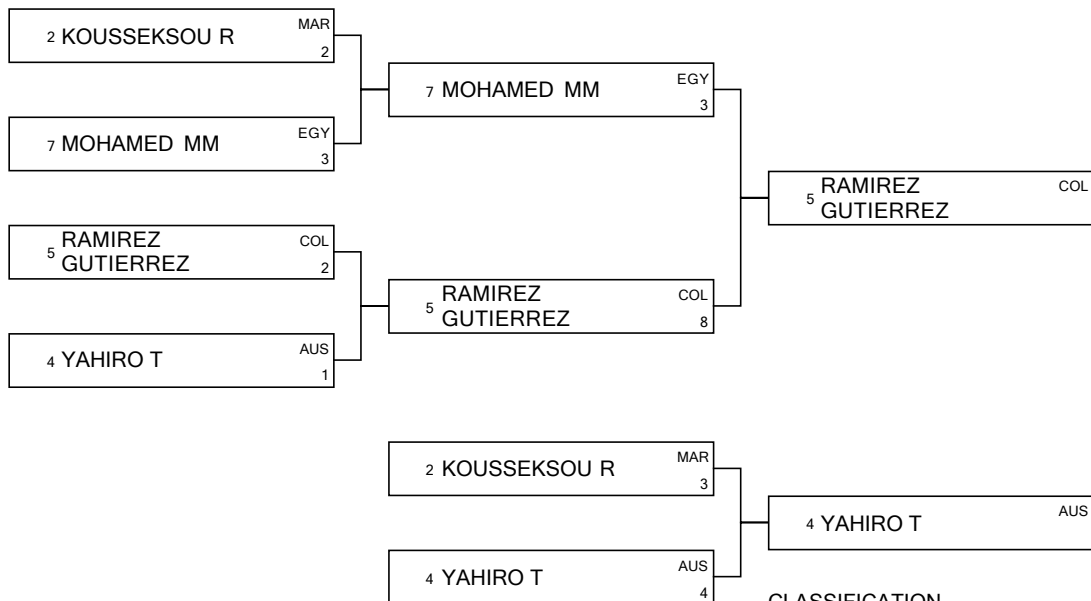 2 KOUSSEKSOU R MAR
2
7 MOHAMED MM EGY
3
7 MOHAMED MM EGY
3
5 RAMIREZ
GUTIERREZ COL
2
4 YAHIRO T AUS
1
5 RAMIREZ
GUTIERREZ COL
8
5 RAMIREZ
GUTIERREZ COL
2 KOUSSEKSOU R MAR
3
4 YAHIRO T AUS
4
4 YAHIRO T AUS
CLASSIFICATION